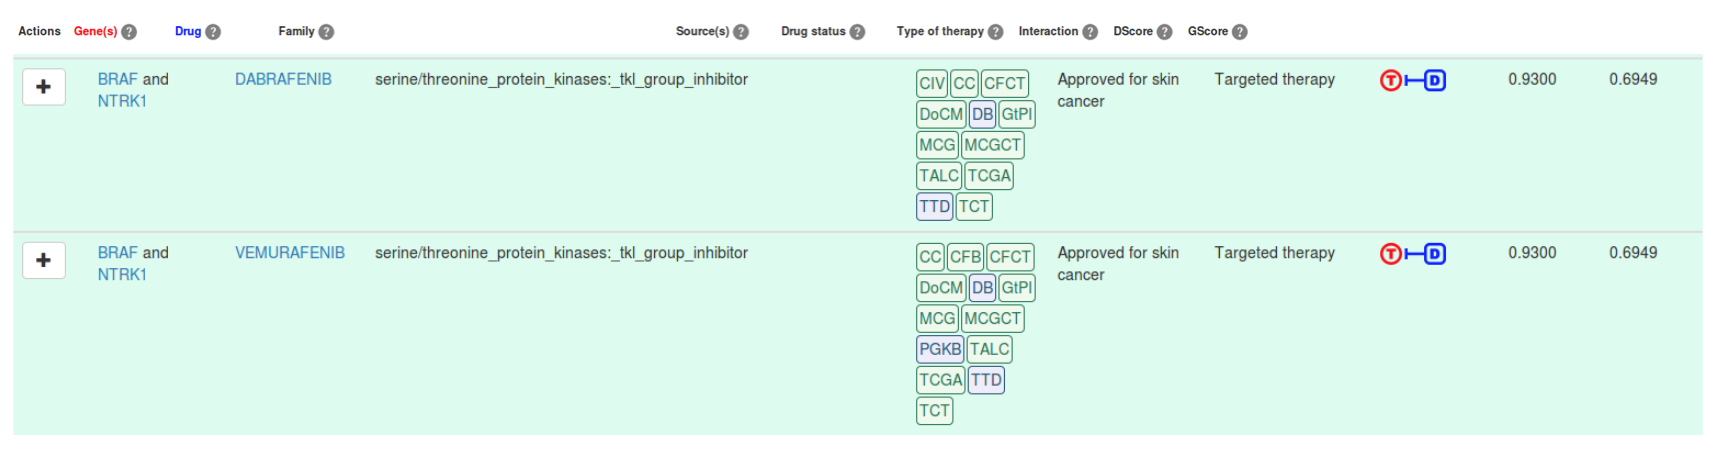 Actions Gene(s) ? Drug ? Family ? Source(s) ? Drug status ? Type of therapy ? Interaction ? DScore ? GScore ?
+ BRAF and DABRAFENIB serine/threonine_protein_kinases:_tkl_group_inhibitor CIV CC CFCT Approved for skin Targeted therapy T D 0.9300 0.6949
NTRK1 cancer
DoCM DB GtPI
MCG MCGCT
TALC TCGA
TTD TCT
+ BRAF and VEMURAFENIB serine/threonine_protein_kinases:_tkl_group_inhibitor CC CFB CFCT Approved for skin Targeted therapy T D 0.9300 0.6949
NTRK1 cancer
DoCM DB GtPI
MCG MCGCT
PGKB TALC
TCGA TTD
TCT